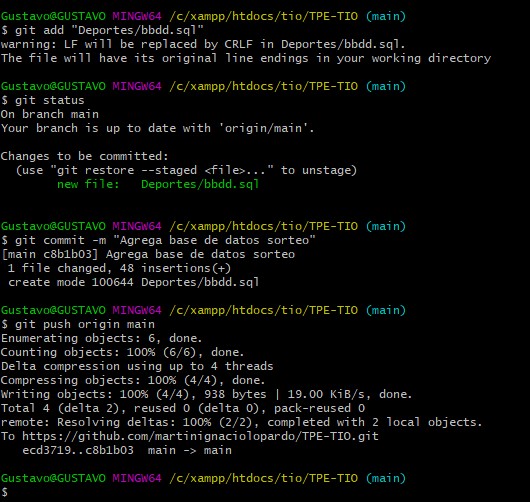 Gustavo@GUSTAVO MINGW64 /c/xampp/htdocs/tio/TPE-TIO (main)
$ git add "Deportes/bbdd.sql"
warning: LF will be replaced by CRLF in Deportes/bbdd.sql.
The file will have its original line endings in your working directory
Gustavo@GUSTAVO MINGW64 /c/xampp/htdocs/tio/TPE-TIO (main)
$ git status
On branch main
Your branch is up to date with 'origin/main'.
Changes to be committed:
  (use "git restore --staged <file>..." to unstage)
        new file:   Deportes/bbdd.sql
Gustavo@GUSTAVO MINGW64 /c/xampp/htdocs/tio/TPE-TIO (main)
$ git commit -m "Agrega base de datos sorteo"
[main c8b1b03] Agrega base de datos sorteo
 1 file changed, 48 insertions(+)
 create mode 100644 Deportes/bbdd.sql
Gustavo@GUSTAVO MINGW64 /c/xampp/htdocs/tio/TPE-TIO (main)
$ git push origin main
Enumerating objects: 6, done.
Counting objects: 100% (6/6), done.
Delta compression using up to 4 threads
Compressing objects: 100% (4/4), done.
Writing objects: 100% (4/4), 938 bytes | 19.00 KiB/s, done.
Total 4 (delta 2), reused 0 (delta 0), pack-reused 0
remote: Resolving deltas: 100% (2/2), completed with 2 local objects.
To https://github.com/martinignaciolopardo/TPE-TIO.git
   ecd3719..c8b1b03  main -> main
Gustavo@GUSTAVO MINGW64 /c/xampp/htdocs/tio/TPE-TIO (main)
$